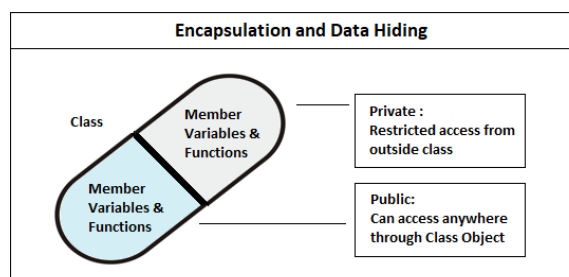 Encapsulation and Data Hiding
Class
Member
Variables &
Functions
Private :
Restricted access from
outside class
Member
Variables &
Functions
Public:
Can access anywhere
through Class Object